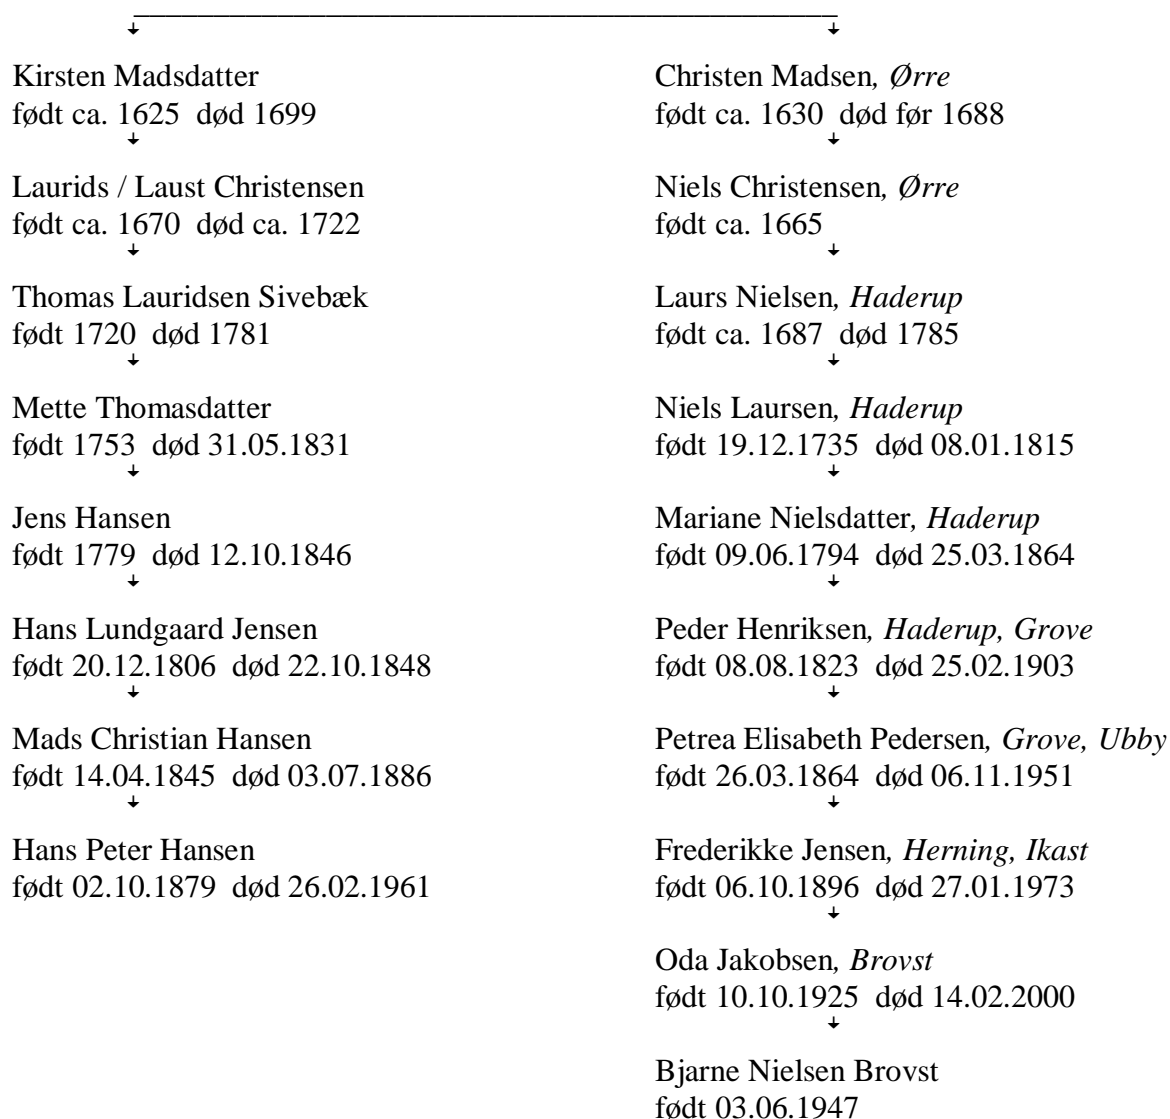 Kirsten Madsdatter
født ca. 1625 død 1699
Laurids / Laust Christensen
født ca. 1670 død ca. 1722
Thomas Lauridsen Sivebæk
født 1720 død 1781
Mette Thomasdatter
født 1753 død 31.05.1831
Jens Hansen
født 1779 død 12.10.1846
Hans Lundgaard Jensen
født 20.12.1806 død 22.10.1848
Mads Christian Hansen
født 14.04.1845 død 03.07.1886
Hans Peter Hansen
født 02.10.1879 død 26.02.1961
Christen Madsen, Ørre
født ca. 1630 død før 1688
Niels Christensen, Ørre
født ca. 1665
Laurs Nielsen, Haderup
født ca. 1687 død 1785
Niels Laursen, Haderup
født 19.12.1735 død 08.01.1815
Mariane Nielsdatter, Haderup
født 09.06.1794 død 25.03.1864
Peder Henriksen, Haderup, Grove
født 08.08.1823 død 25.02.1903
Petrea Elisabeth Pedersen, Grove, Ubby
født 26.03.1864 død 06.11.1951
Frederikke Jensen, Herning, Ikast
født 06.10.1896 død 27.01.1973
Oda Jakobsen, Brovst
født 10.10.1925 død 14.02.2000
Bjarne Nielsen Brovst
født 03.06.1947